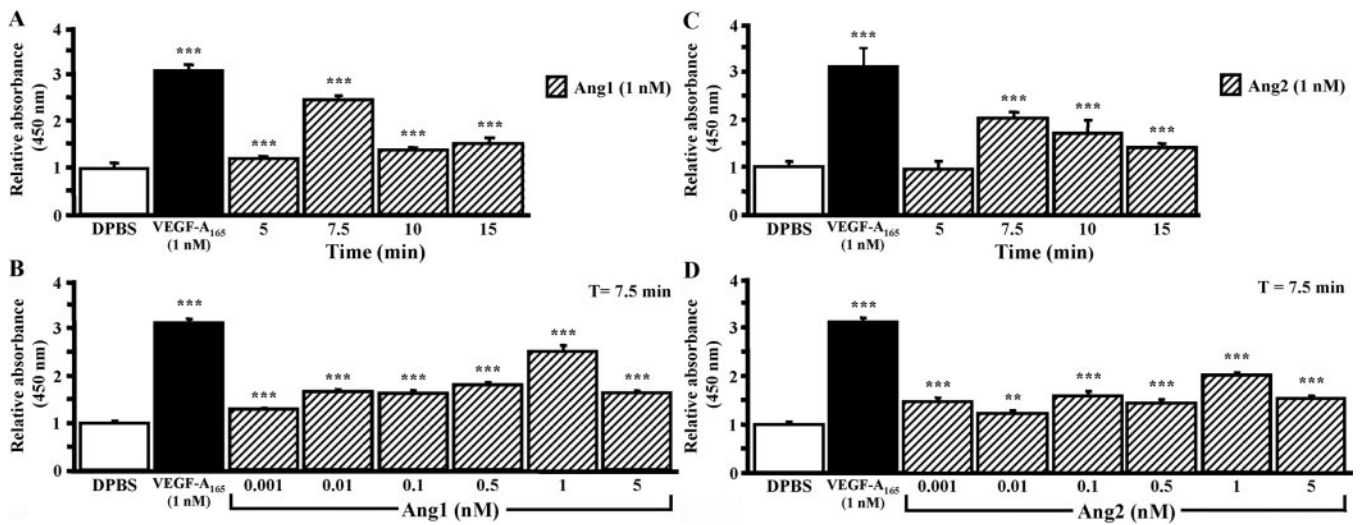 A
Relative absorbance
(450 nm)
4
3
2
1
0
***
***
***
***
***
Ang1 (1 nM)
DPBS
VEGF-A165
(1 nM)
5
7.5
10
15
Time (min)
B
Relative absorbance
(450 nm)
4
3
2
1
0
T= 7.5 min
***
***
***
***
***
***
***
DPBS
VEGF-A165
(1 nM)
0.001
0.01
0.1
0.5
1
5
Ang1 (nM)
C
Relative absorbance
(450 nm)
4
3
2
1
0
***
***
***
***
Ang2 (1 nM)
DPBS
VEGF-A165
(1 nM)
5
7.5
10
15
Time (min)
D
Relative absorbance
(450 nm)
4
3
2
1
0
T = 7.5 min
***
***
**
***
***
***
***
DPBS
VEGF-A165
(1 nM)
0.001
0.01
0.1
0.5
1
5
Ang2 (nM)